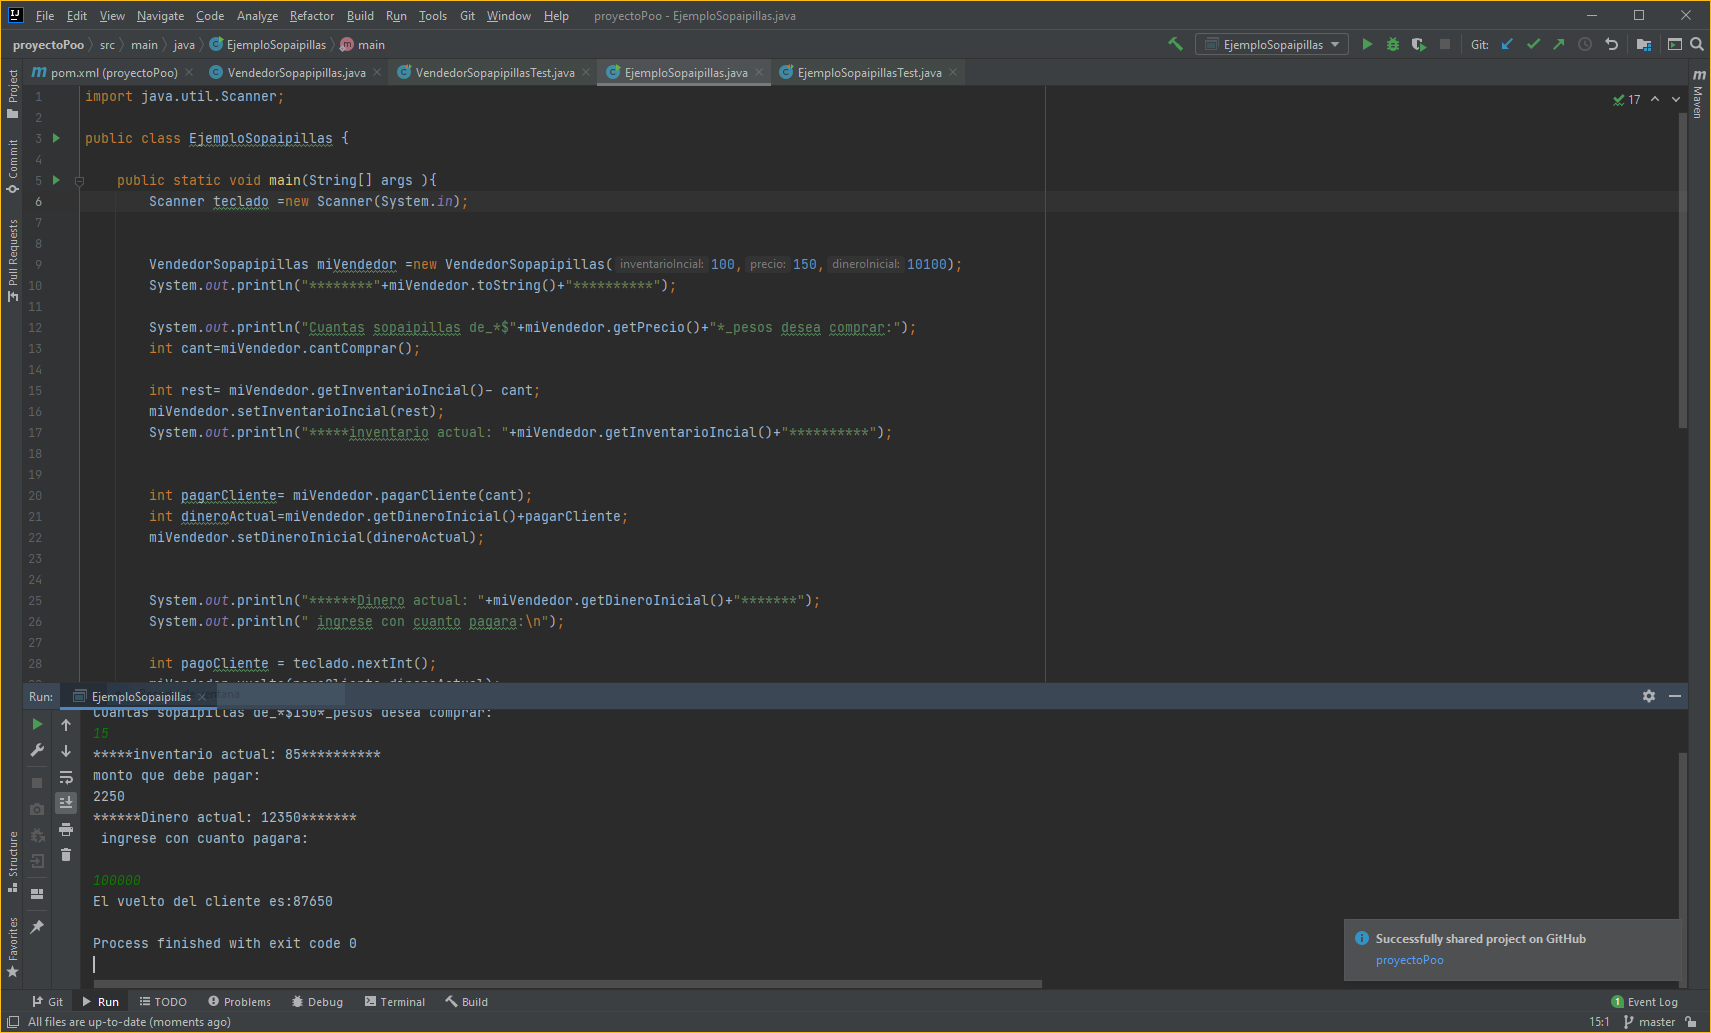 File Edit View Navigate Code Analyze Refactor Build Run Tools Git Window Help proyectoPoo - EjemploSopaipillas.java
proyectoPoo src main java EjemploSopaipillas main EjemploSopaipillas Git:
pom.xml (proyectoPoo) VendedorSopapipillas.java VendedorSopapipillasTest.java EjemploSopaipillas.java EjemploSopaipillasTest.java
Project
Commit
Pull Requests
Structure
Favorites
Maven
17
1 import java.util.Scanner;
2
3 public class EjemploSopaipillas {
4
5 public static void main(String[] args ){
6 Scanner teclado =new Scanner(System.in);
7
8
9 VendedorSopapipillas miVendedor =new VendedorSopapipillas( inventarioIncial: 100, precio: 150, dineroInicial: 10100);
10 System.out.println("********"+miVendedor.toString()+"**********");
11
12 System.out.println("Cuantas sopaipillas de_*$"+miVendedor.getPrecio()+"*_pesos desea comprar:");
13 int cant=miVendedor.cantComprar();
14
15 int rest= miVendedor.getInventarioIncial()- cant;
16 miVendedor.setInventarioIncial(rest);
17 System.out.println("*****inventario actual: "+miVendedor.getInventarioIncial()+"**********");
18
19
20 int pagarCliente= miVendedor.pagarCliente(cant);
21 int dineroActual=miVendedor.getDineroInicial()+pagarCliente;
22 miVendedor.setDineroInicial(dineroActual);
23
24
25 System.out.println("******Dinero actual: "+miVendedor.getDineroInicial()+"*******");
26 System.out.println(" ingrese con cuanto pagara:\n");
27
28 int pagoCliente = teclado.nextInt();
Run: EjemploSopaipillas
Cuantas sopaipillas de_*$150*_pesos desea comprar:
15
*****inventario actual: 85**********
monto que debe pagar:
2250
******Dinero actual: 12350*******
ingrese con cuanto pagara:
100000
El vuelto del cliente es:87650
Process finished with exit code 0
Successfully shared project on GitHub
proyectoPoo
Git Run TODO Problems Debug Terminal Build 1 Event Log
All files are up-to-date (moments ago) 15:1 master